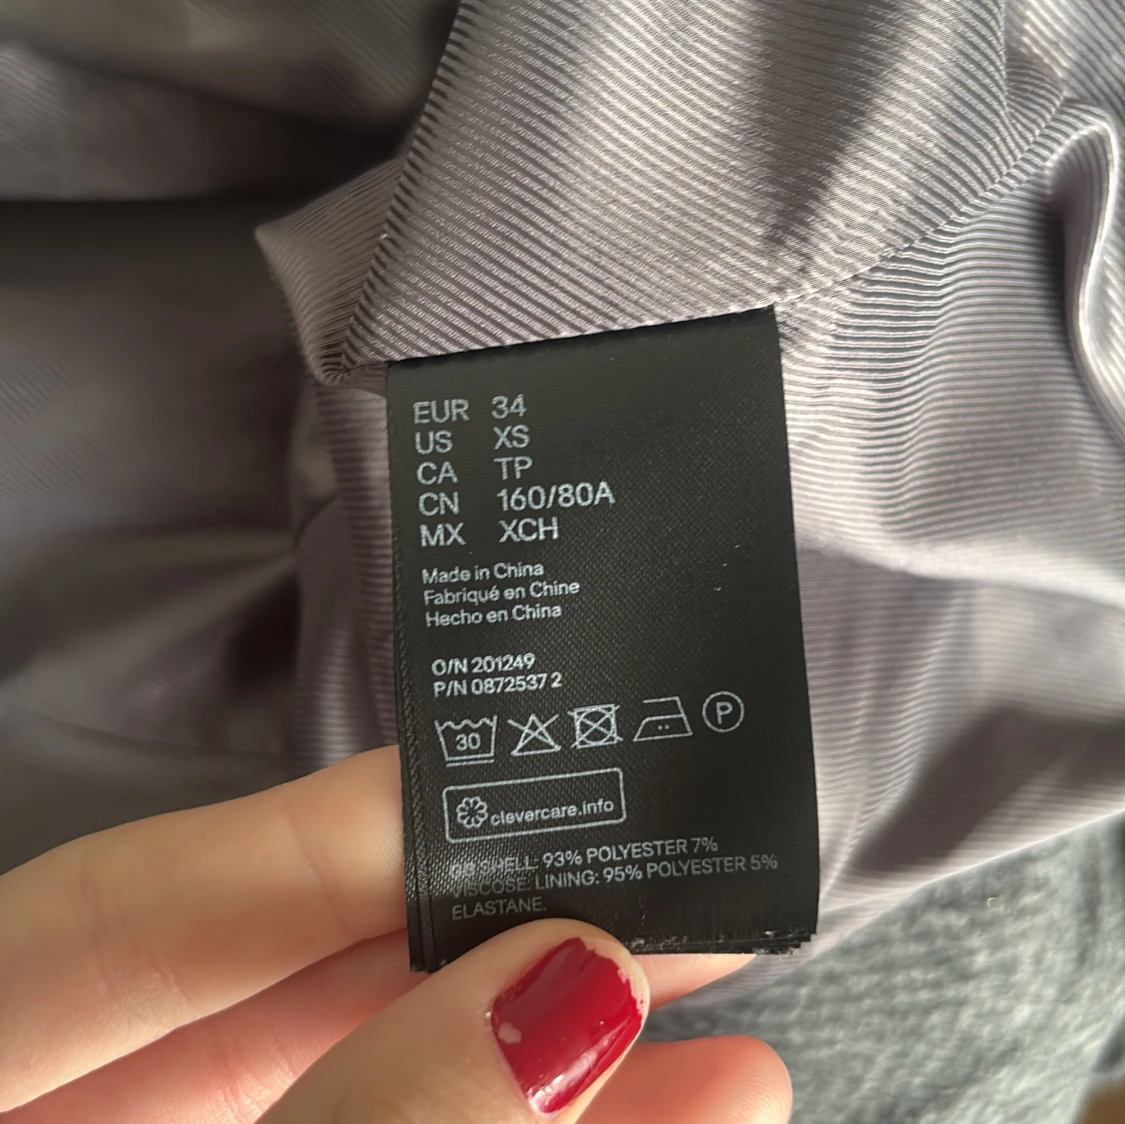 EUR 34
US XS
CA TP
CN 160/80A
MX XCH
Made in China
Fabriqué en Chine
Hecho en China
O/N 201249
P/N 0872537 2
30
P
clevercare.info
GB SHELL: 93% POLYESTER 7%
VISCOSE. LINING: 95% POLYESTER 5%
ELASTANE.